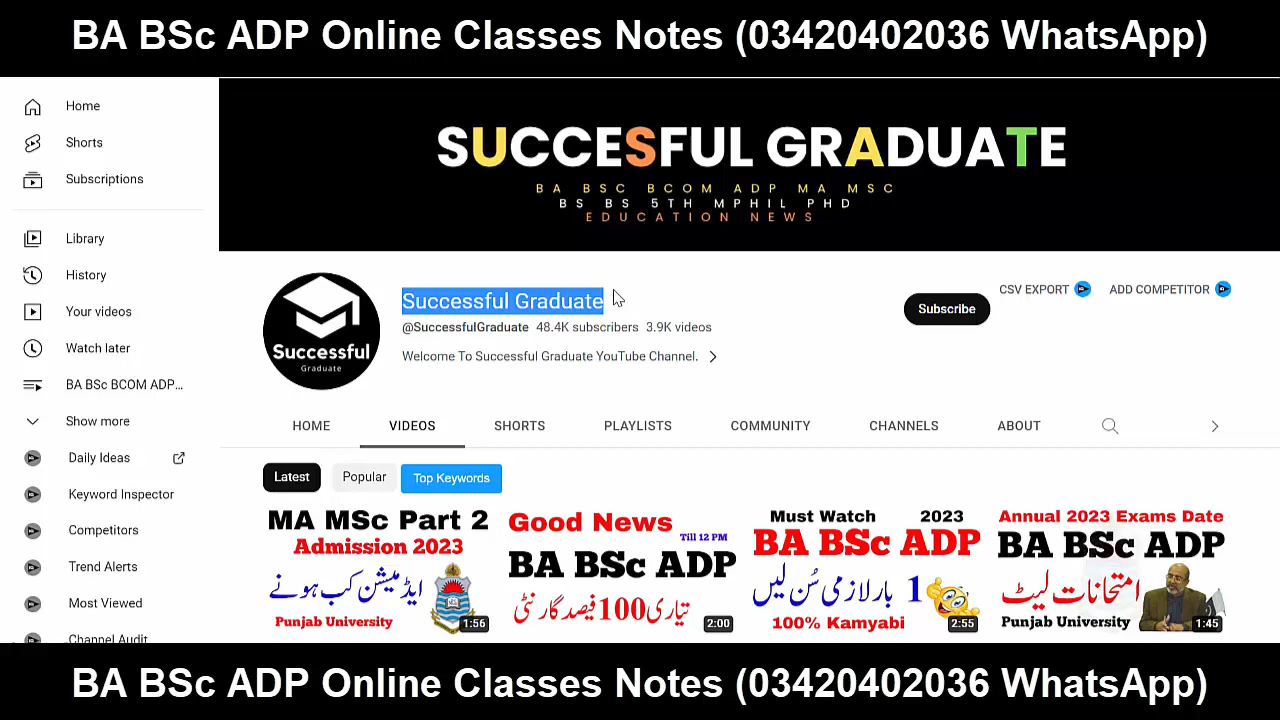 BA BSc ADP Online Classes Notes (03420402036 WhatsApp)
Home
Shorts
Subscriptions
Library
History
Your videos
Watch later
BA BSc BCOM ADP...
Show more
Daily Ideas
Keyword Inspector
Competitors
Trend Alerts
Most Viewed
Channel Audit
SUCCESFUL GRADUATE
BA BSC BCOM ADP MA MSC
BS BS 5TH MPHIL PHD
EDUCATION NEWS
Successful
Graduate
Successful Graduate
@SuccessfulGraduate 48.4K subscribers 3.9K videos
Welcome To Successful Graduate YouTube Channel.
Subscribe
CSV EXPORT
ADD COMPETITOR
HOME VIDEOS SHORTS PLAYLISTS COMMUNITY CHANNELS ABOUT
Latest Popular Top Keywords
MA MSc Part 2
Admission 2023
ایڈمیشن کب ہونے
Punjab University
1:56
Good News
Till 12 PM
BA BSc ADP
تیاری 100 فیصد گارنٹی
2:00
Must Watch 2023
BA BSc ADP
1 بار لازمی سُن لیں
100% Kamyabi
2:55
Annual 2023 Exams Date
BA BSc ADP
امتحانات لیٹ
Punjab University
1:45
BA BSc ADP Online Classes Notes (03420402036 WhatsApp)